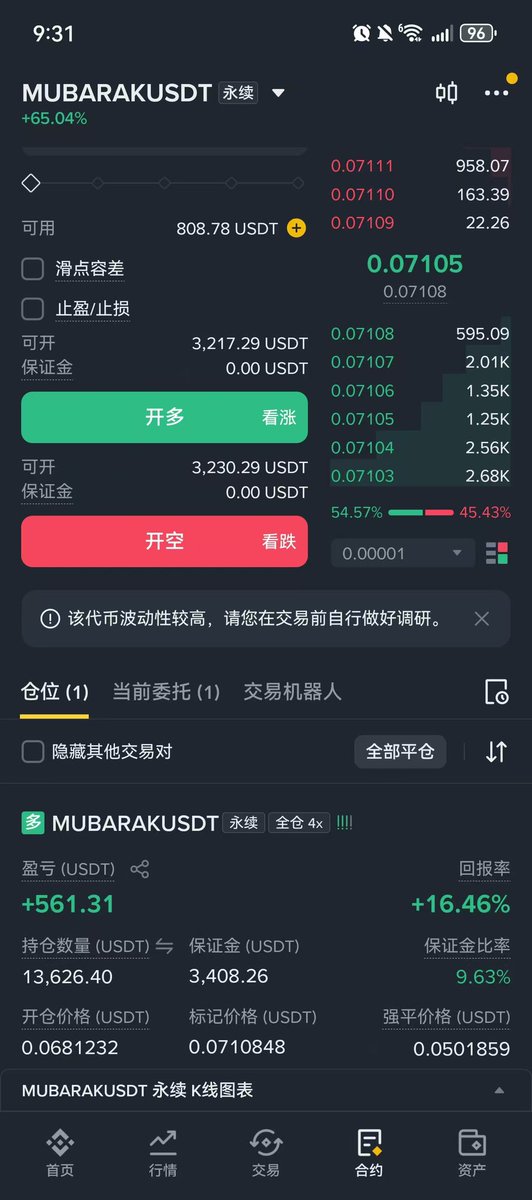 9:31
6
96
MUBARAKUSDT 永续
+65.04%
可用 808.78 USDT
滑点容差
止盈/止损
可开 3,217.29 USDT
保证金 0.00 USDT
开多 看涨
可开 3,230.29 USDT
保证金 0.00 USDT
开空 看跌
0.07111 958.07
0.07110 163.39
0.07109 22.26
0.07105
0.07108
0.07108 595.09
0.07107 2.01K
0.07106 1.35K
0.07105 1.25K
0.07104 2.56K
0.07103 2.68K
54.57% 45.43%
0.00001
该代币波动性较高，请您在交易前自行做好调研。
仓位 (1) 当前委托 (1) 交易机器人
隐藏其他交易对 全部平仓
多 MUBARAKUSDT 永续 全仓 4x !!!!
盈亏 (USDT) 回报率
+561.31 +16.46%
持仓数量 (USDT) 保证金 (USDT) 保证金比率
13,626.40 3,408.26 9.63%
开仓价格 (USDT) 标记价格 (USDT) 强平价格 (USDT)
0.0681232 0.0710848 0.0501859
MUBARAKUSDT 永续 K线图表
首页 行情 交易 合约 资产